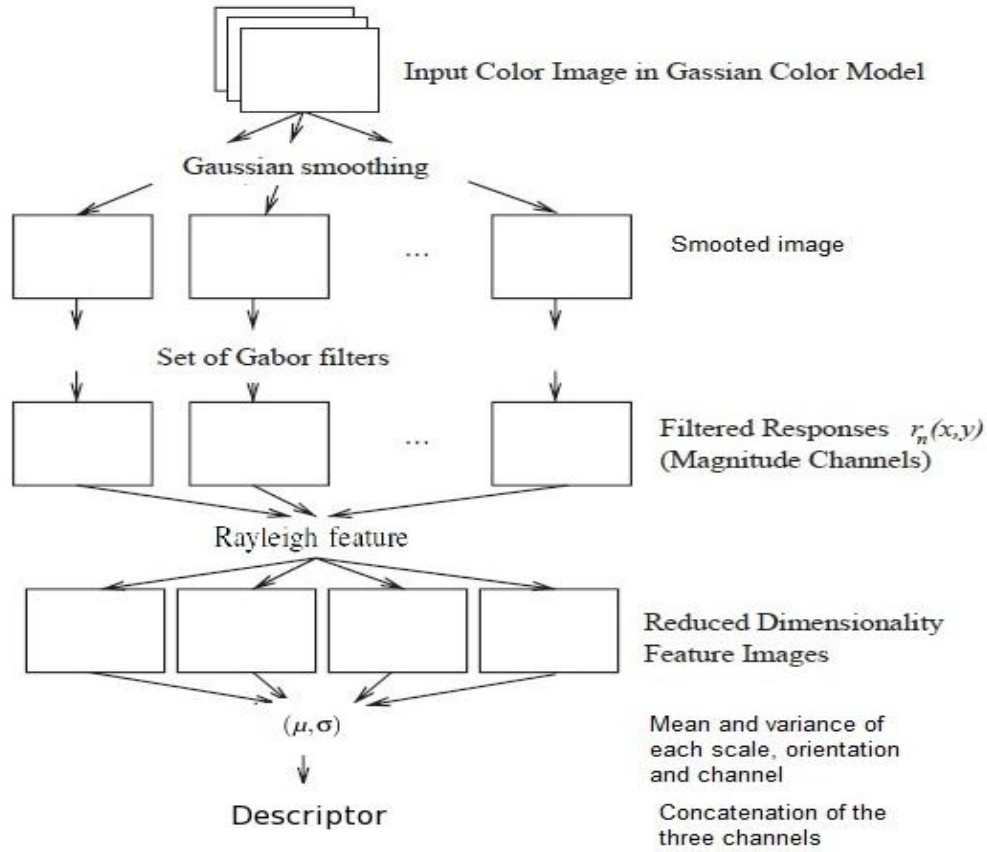 Input Color Image in Gassian Color Model
Gaussian smoothing
Smooted image
...
Set of Gabor filters
Filtered Responses rn(x,y)
(Magnitude Channels)
...
Rayleigh feature
Reduced Dimensionality
Feature Images
(μ,σ)
Mean and variance of
each scale, orientation
and channel
Descriptor
Concatenation of the
three channels